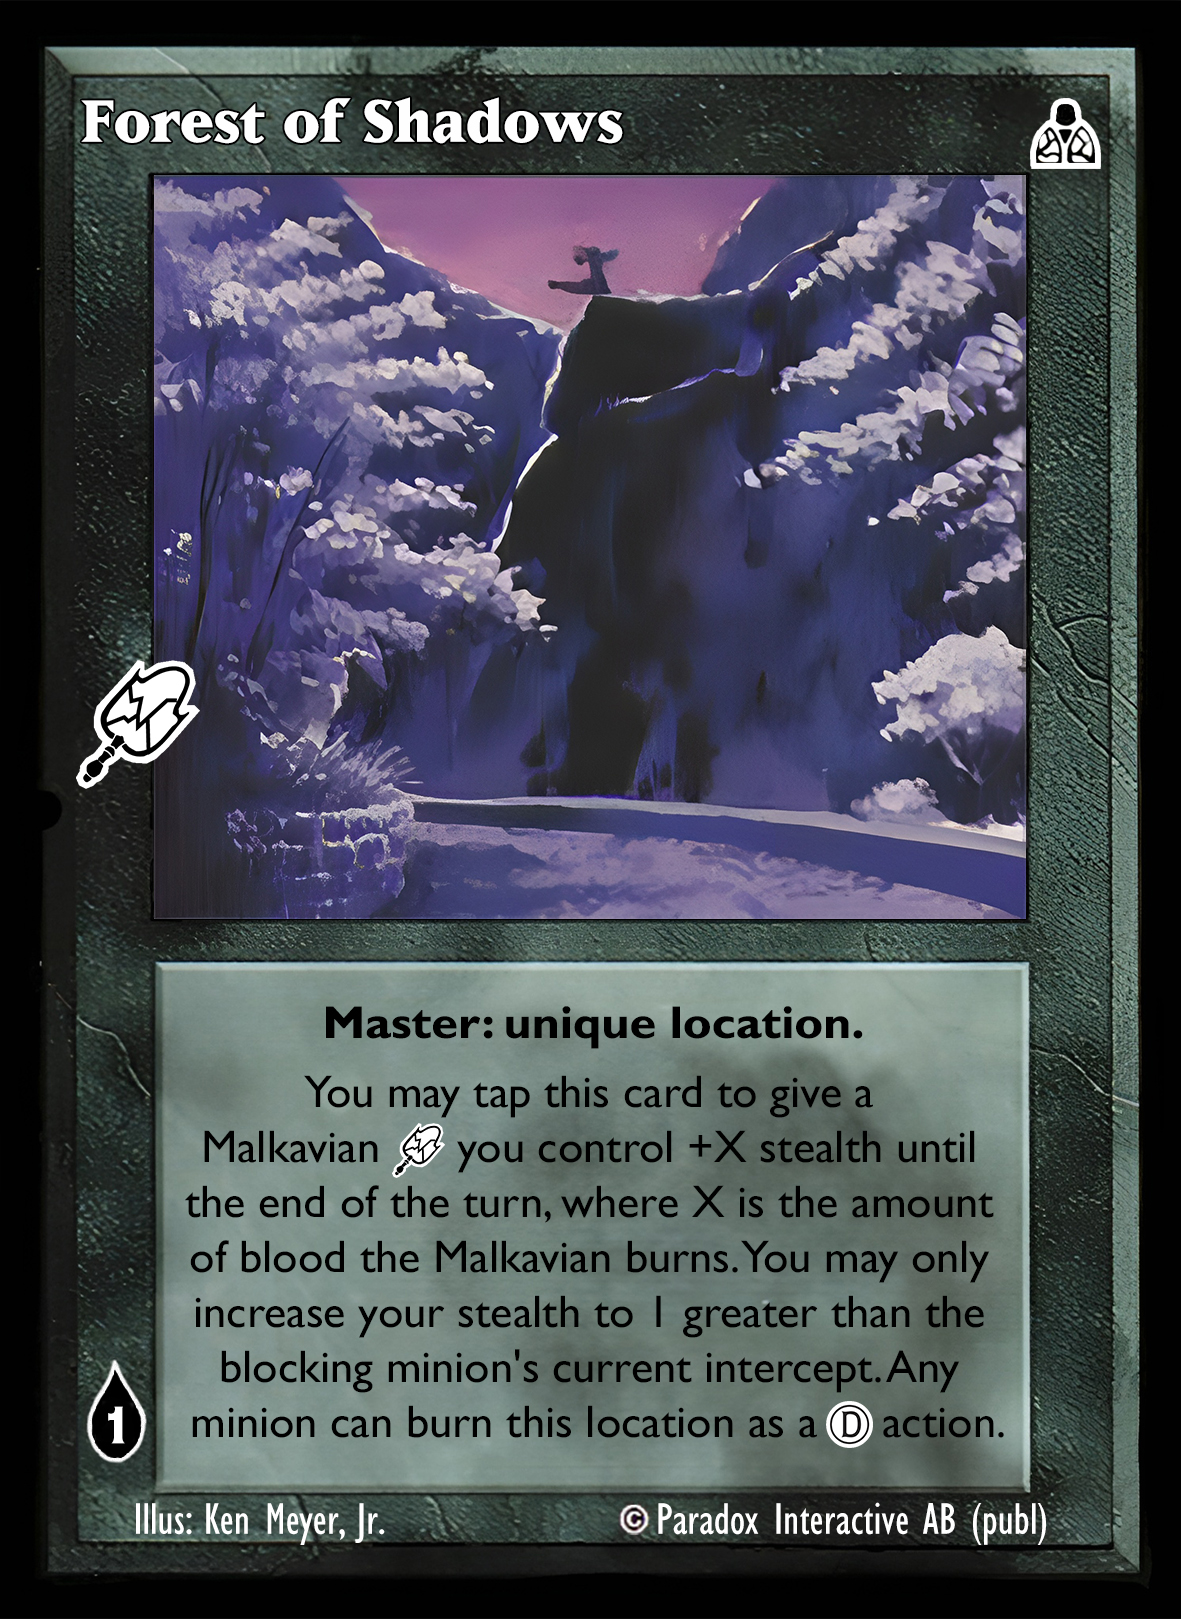 Forest of Shadows
Master: unique location.
You may tap this card to give a
Malkavian you control +X stealth until
the end of the turn, where X is the amount
of blood the Malkavian burns. You may only
increase your stealth to 1 greater than the
blocking minion's current intercept. Any
minion can burn this location as a D action.
1
Illus: Ken Meyer, Jr.
© Paradox Interactive AB (publ)